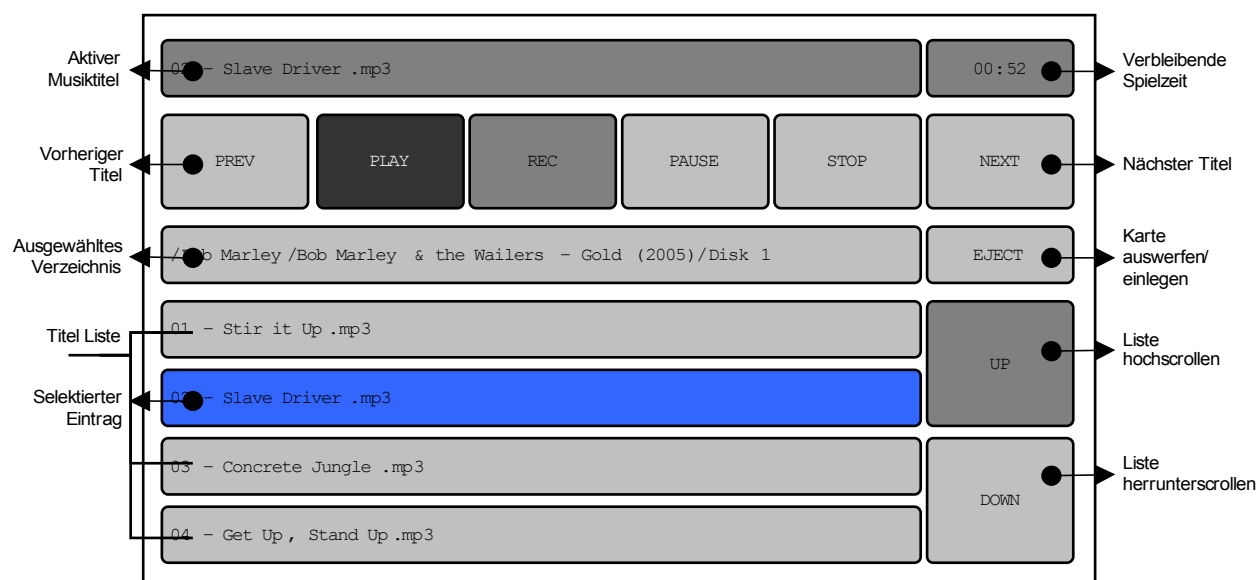 Aktiver
Musiktitel
02 - Slave Driver .mp3
00:52
Verbleibende
Spielzeit
Vorheriger
Titel
PREV
PLAY
REC
PAUSE
STOP
NEXT
Nächster Titel
Ausgewähltes
Verzeichnis
/Bob Marley /Bob Marley & the Wailers - Gold (2005)/Disk 1
EJECT
Karte
auswerfen/
einlegen
Titel Liste
01 - Stir it Up .mp3
UP
Liste
hochscrollen
Selektierter
Eintrag
02 - Slave Driver .mp3
03 - Concrete Jungle .mp3
DOWN
Liste
herrunterscrollen
04 - Get Up, Stand Up.mp3